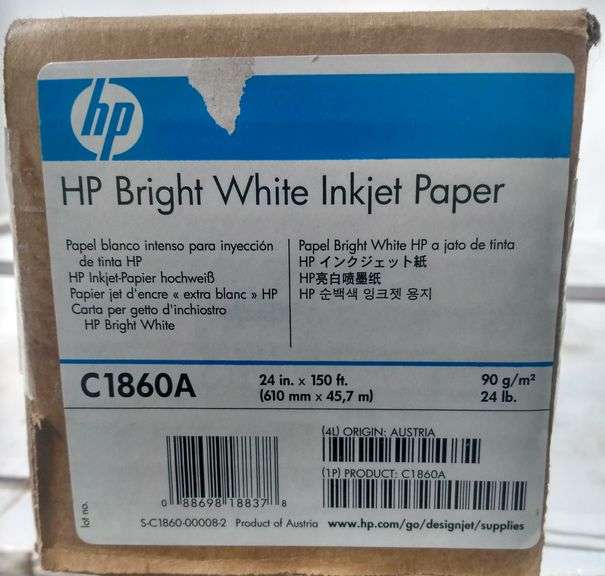 hp
HP Bright White Inkjet Paper
Papel blanco intenso para inyección
de tinta HP
HP Inkjet-Papier hochweiß
Papier jet d'encre « extra blanc » HP
Carta per getto d'inchiostro
HP Bright White
Papel Bright White HP a jato de tinta
HP インクジェット紙
HP亮白喷墨纸
HP 순백색 잉크젯 용지
C1860A
24 in. x 150 ft.
(610 mm x 45,7 m)
90 g/m²
24 lb.
(4L) ORIGIN: AUSTRIA
(1P) PRODUCT: C1860A
0 88698 18837 8
lot no.
S-C1860-00008-2 Product of Austria www.hp.com/go/designjet/supplies